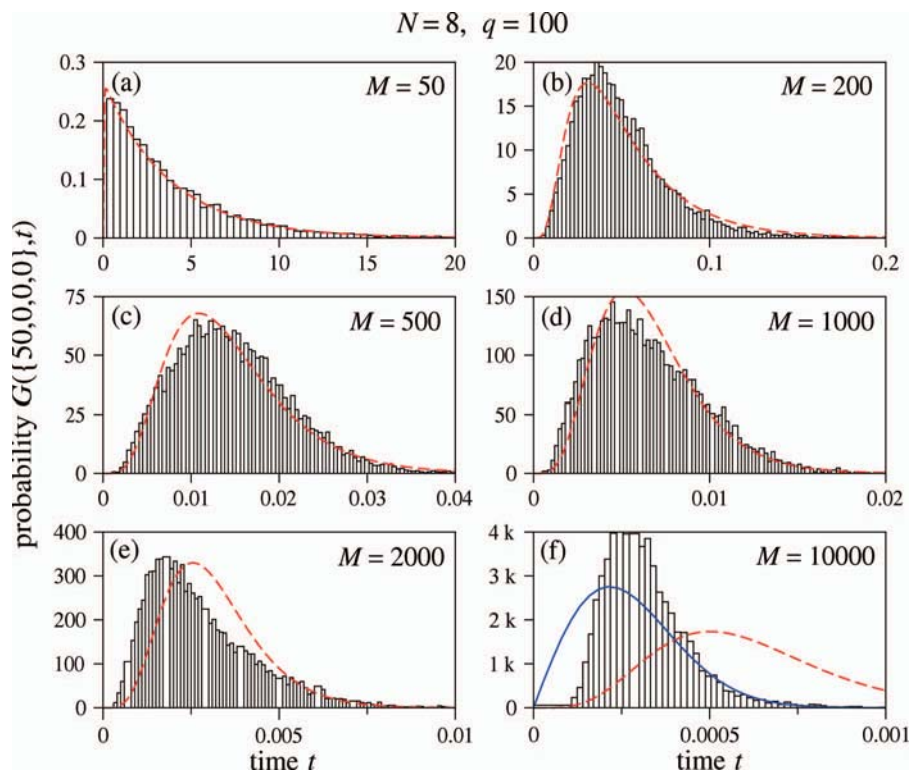 N = 8, q = 100
probability G({50,0,0,0},t)
(a) M = 50
0.3
0.2
0.1
0
0 5 10 15 20
(b) M = 200
20
15
10
5
0
0 0.1 0.2
(c) M = 500
75
50
25
0
0 0.01 0.02 0.03 0.04
(d) M = 1000
150
100
50
0
0 0.01 0.02
(e) M = 2000
400
300
200
100
0
0 0.005 0.01
time t
(f) M = 10000
4 k
3 k
2 k
1 k
0
0 0.0005 0.001
time t